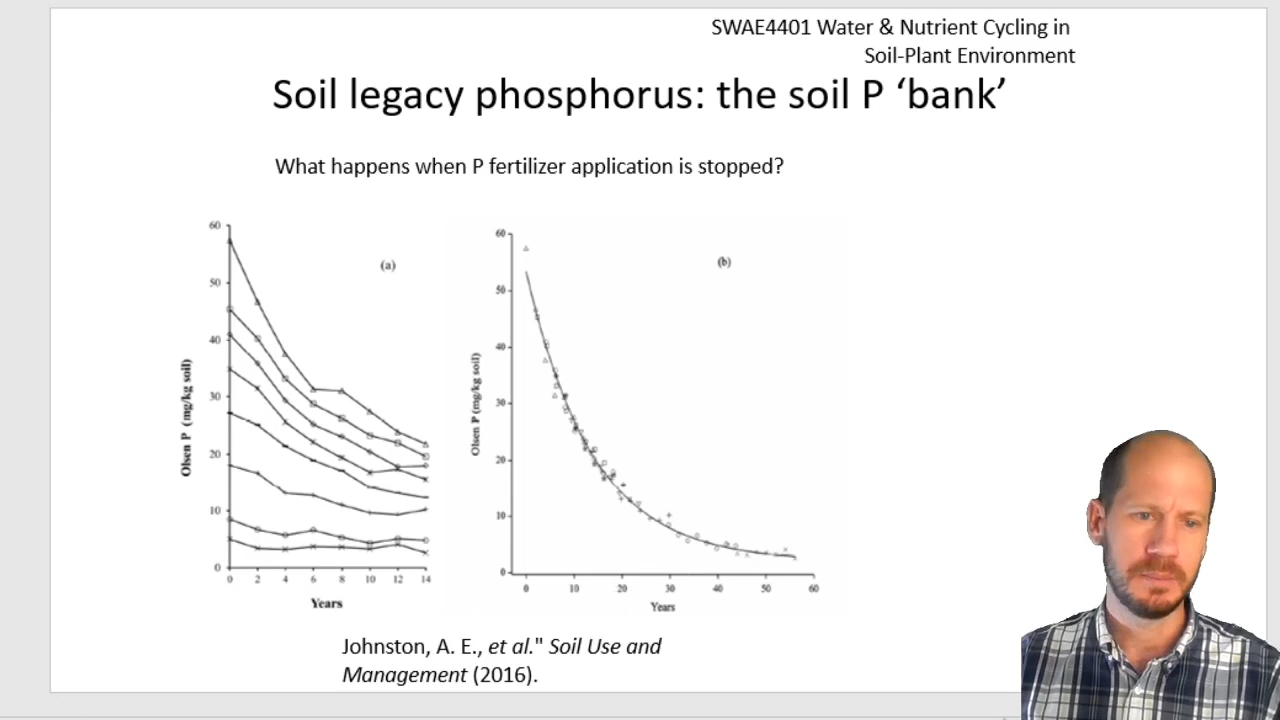 SWAE4401 Water & Nutrient Cycling in
Soil-Plant Environment
Soil legacy phosphorus: the soil P ‘bank’
What happens when P fertilizer application is stopped?
60
50
40
30
20
10
0
Olsen P (mg/kg soil)
(a)
0 2 4 6 8 10 12 14
Years
60
50
40
30
20
10
0
Olsen P (mg/kg soil)
(b)
0 10 20 30 40 50 60
Years
Johnston, A. E., et al." Soil Use and
Management (2016).